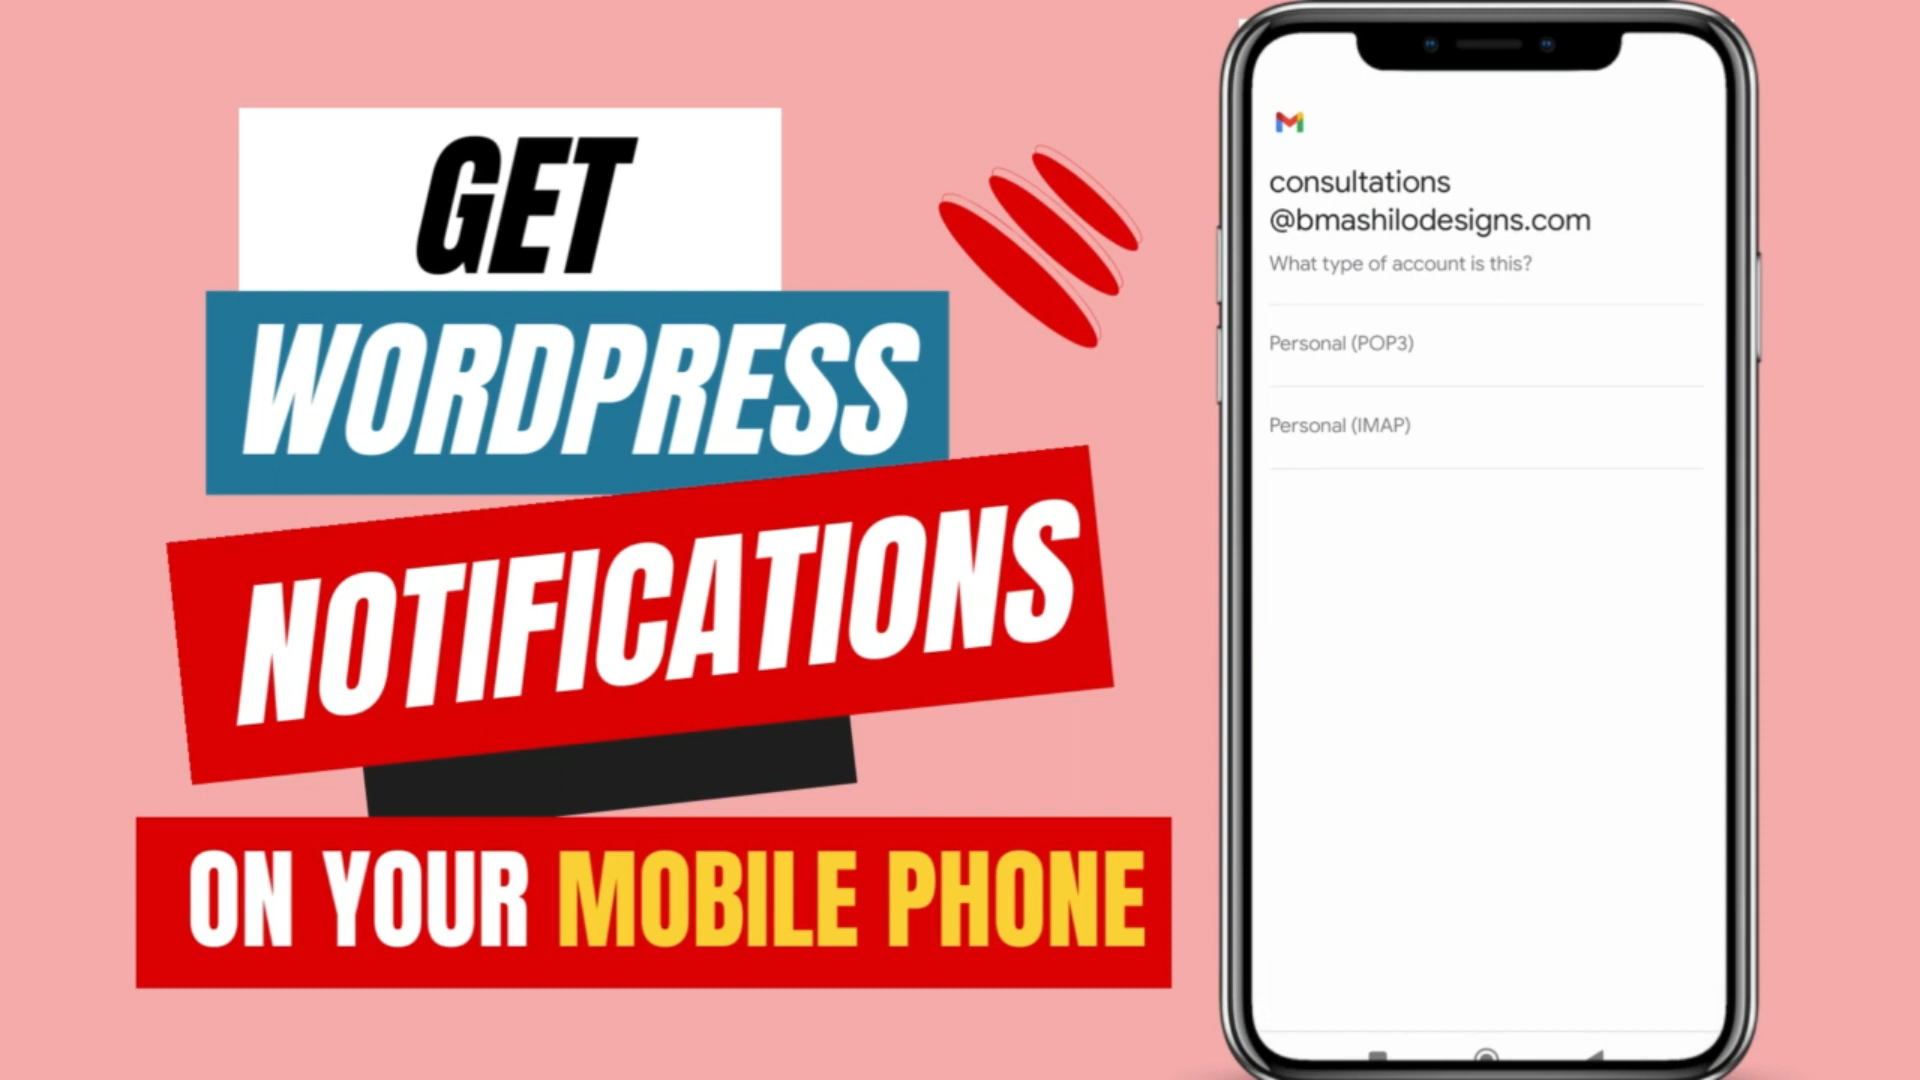 GET
WORDPRESS
NOTIFICATIONS
ON YOUR MOBILE PHONE
consultations
@bmashilodesigns.com
What type of account is this?
Personal (POP3)
Personal (IMAP)